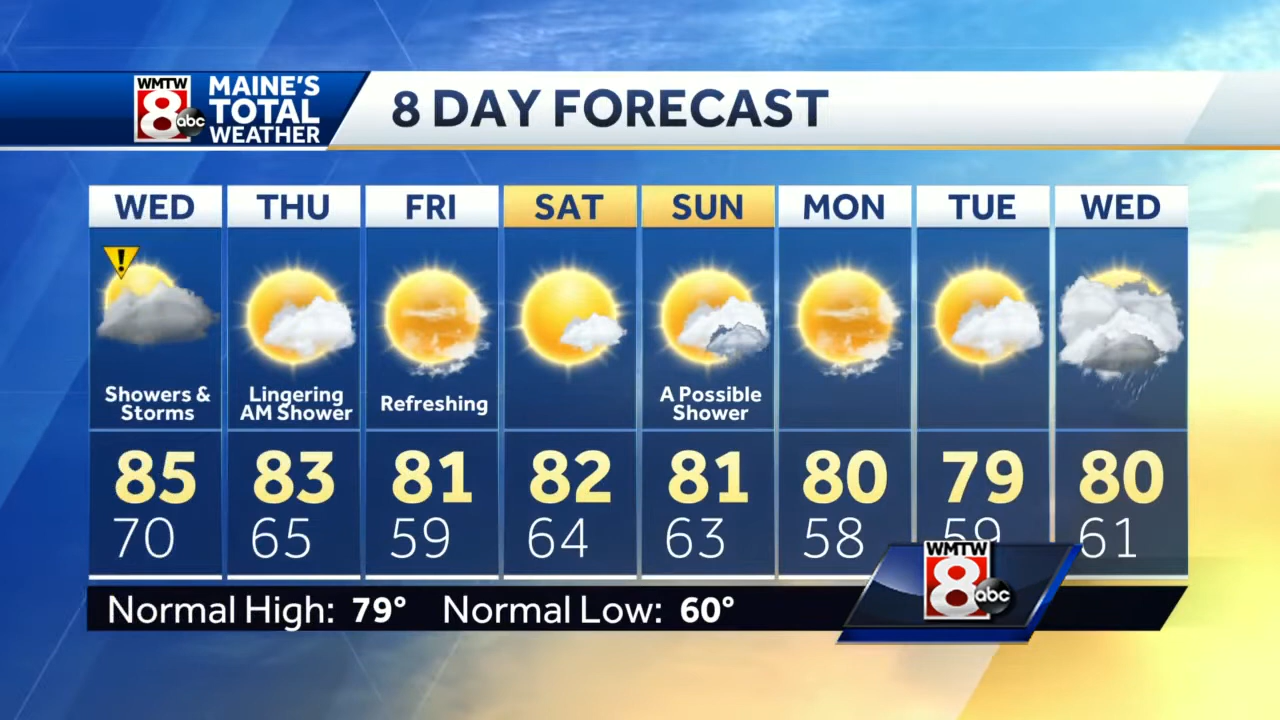 WMTW
8
abc
MAINE'S
TOTAL
WEATHER
8 DAY FORECAST
WED THU FRI SAT SUN MON TUE WED
!
Showers & Lingering Refreshing A Possible
Storms AM Shower Shower
85 83 81 82 81 80 79 80
70 65 59 64 63 58 59 61
Normal High: 79° Normal Low: 60°
WMTW
8
abc